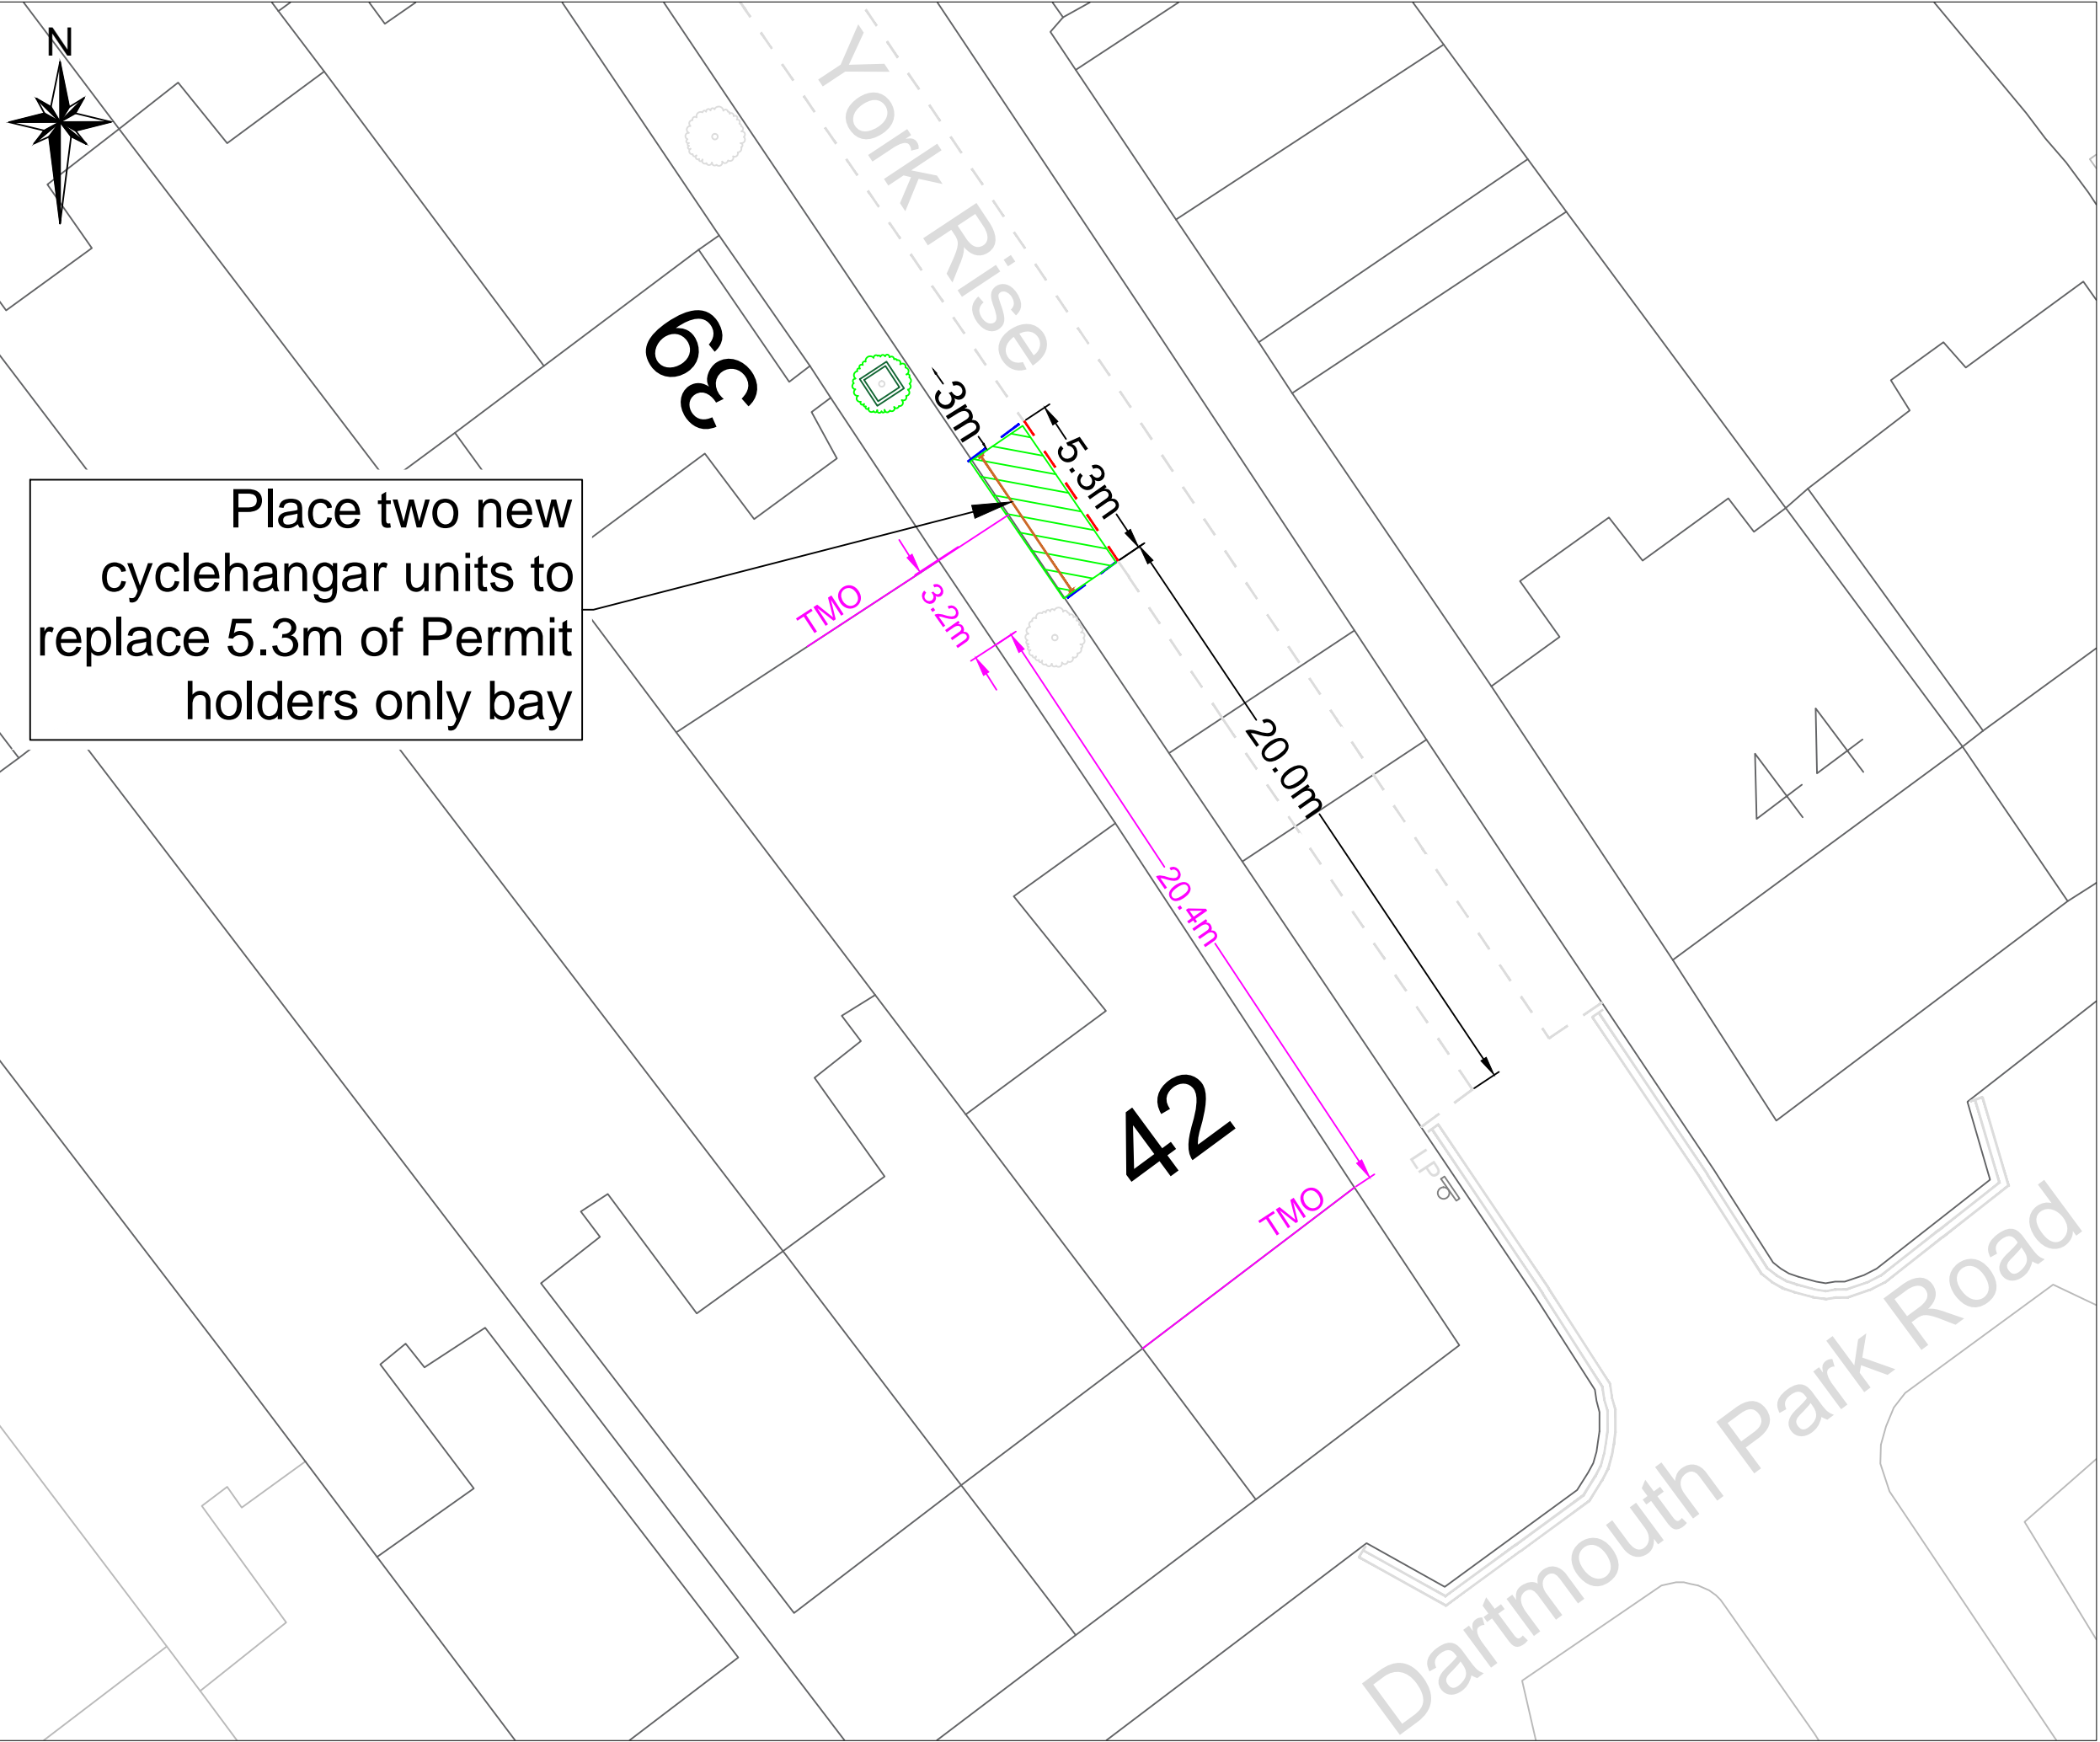 N
York Rise
39
3m
5.3m
Place two new
cyclehangar units to
replace 5.3m of Permit
holders only bay
TMO
3.2m
20.0m
44
20.4m
42
LP
TMO
Dartmouth Park Road